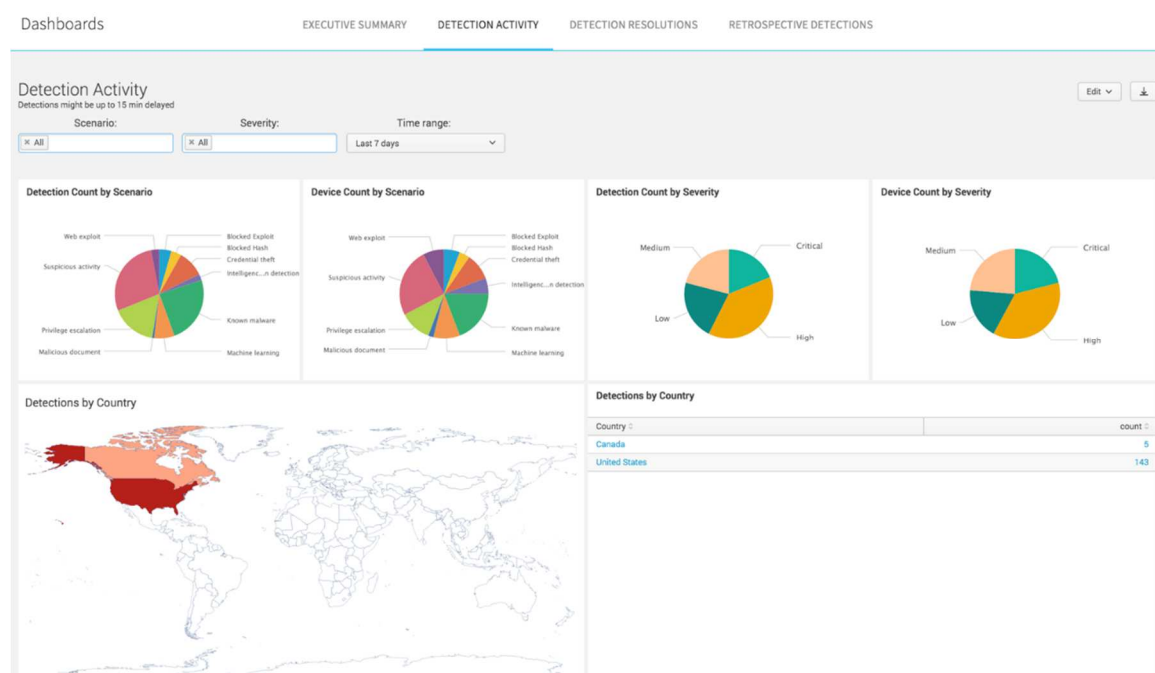 Dashboards
EXECUTIVE SUMMARY
DETECTION ACTIVITY
DETECTION RESOLUTIONS
RETROSPECTIVE DETECTIONS
Detection Activity
Detections might be up to 15 min delayed
Edit
Scenario:
Severity:
Time range:
× All
× All
Last 7 days
Detection Count by Scenario
Web exploit
Suspicious activity
Privilege escalation
Malicious document
Blocked Exploit
Blocked Hash
Credential theft
Intelligenc...n detection
Known malware
Machine learning
Device Count by Scenario
Web exploit
Suspicious activity
Privilege escalation
Malicious document
Blocked Exploit
Blocked Hash
Credential theft
Intelligenc...n detection
Known malware
Machine learning
Detection Count by Severity
Medium
Critical
Low
High
Device Count by Severity
Medium
Critical
Low
High
Detections by Country
Detections by Country
Country count
Canada 5
United States 143